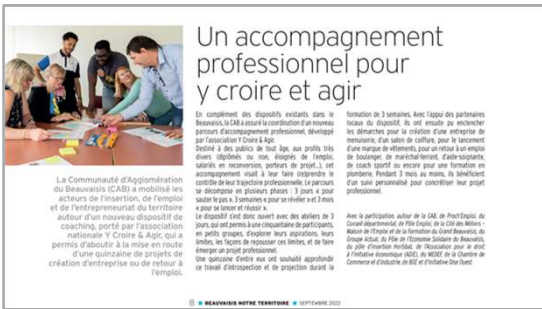 Un accompagnement
professionnel pour
y croire et agir
La Communauté d'Agglomération
du Beauvaisis (CAB) a mobilisé les
acteurs de l'insertion, de l'emploi
et de l'entrepreneuriat du territoire
autour d'un nouveau dispositif de
coaching, porté par l'association
nationale Y Croire & Agir, qui a
permis d'aboutir à la mise en route
d'une quinzaine de projets de
création d'entreprise ou de retour à
l'emploi.
En complément des dispositifs existants dans le
Beauvaisis, la CAB a assuré la coordination d'un nouveau
parcours d'accompagnement professionnel, développé
par l'association Y Croire & Agir.
Destiné à des publics de tout âge, aux profils très
divers (diplômés ou non, éloignés de l'emploi,
salariés en reconversion, porteurs de projet…), cet
accompagnement visait à leur faire (re)prendre le
contrôle de leur trajectoire professionnelle. Le parcours
se décompose en plusieurs phases : 3 jours « pour
sauter le pas », 3 semaines « pour se révéler » et 3 mois
« pour se lancer et réussir ».
Le dispositif s'est donc ouvert avec des ateliers de 3
jours, qui ont permis à une cinquantaine de participants,
en petits groupes, d'explorer leurs aspirations, leurs
limites, les façons de repousser ces limites, et de faire
émerger un projet professionnel.
Une quinzaine d'entre eux ont souhaité approfondir
ce travail d'introspection et de projection durant la
formation de 3 semaines. Avec l'appui des partenaires
locaux du dispositif, ils ont ensuite pu enclencher
les démarches pour la création d'une entreprise de
menuiserie, d'un salon de coiffure, pour le lancement
d'une marque de vêtements, pour un retour à un emploi
de boulanger, de maréchal-ferrant, d'aide-soignante,
de coach sportif ou encore pour une formation en
plomberie. Pendant 3 mois au moins, ils bénéficient
d'un suivi personnalisé pour concrétiser leur projet
professionnel.
Avec la participation, autour de la CAB, de Proch'Emploi, du
Conseil départemental, de Pôle Emploi, de la Cité des Métiers –
Maison de l'Emploi et de la formation du Grand Beauvaisis, du
Groupe Actual, du Pôle de l'Economie Solidaire du Beauvaisis,
du pôle d'insertion Hortibat, de l'Association pour le droit
à l'initiative économique (ADIE), du MEDEF, de la Chambre de
Commerce et d'Industrie, de BGE et d'Initiative Oise Ouest.
8 BEAUVAISIS NOTRE TERRITOIRE SEPTEMBRE 2022